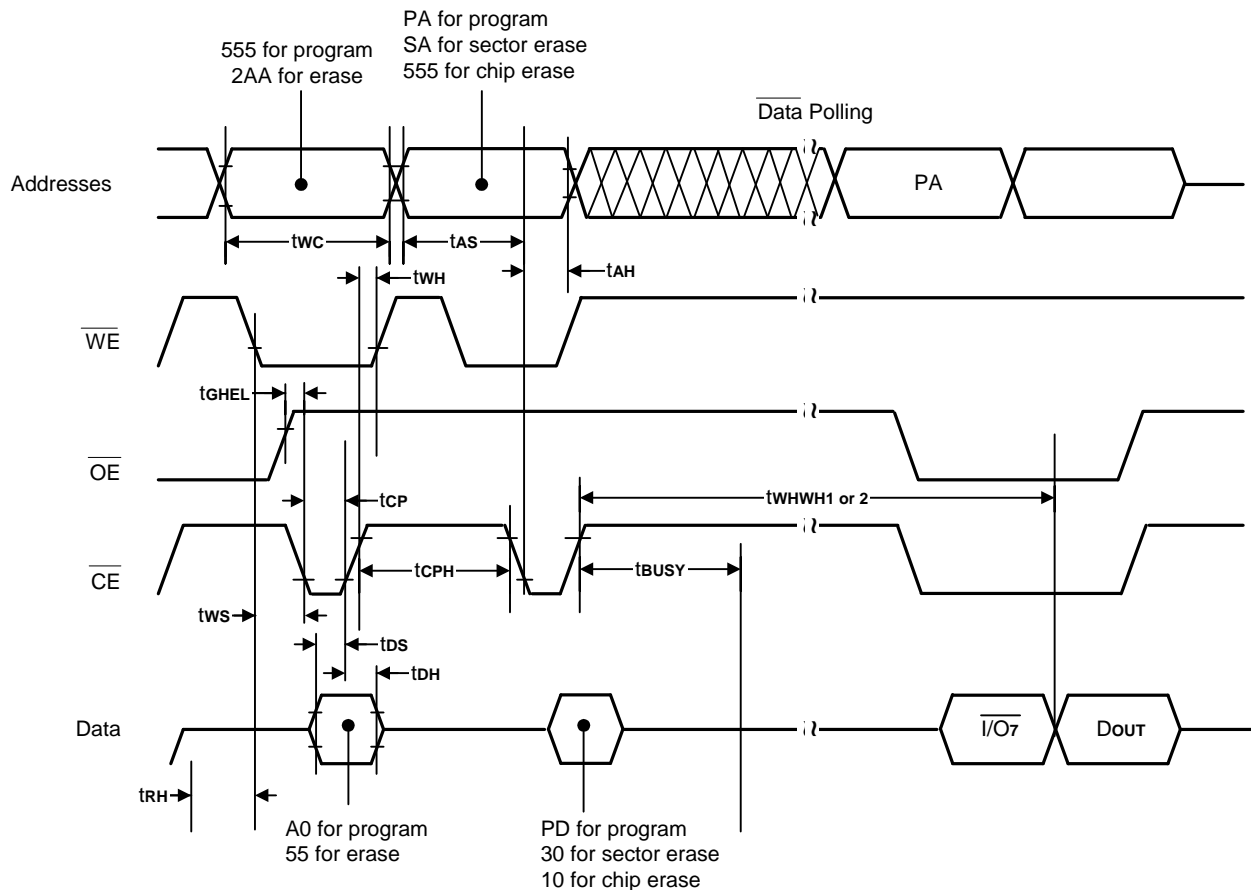 555 for program
2AA for erase
PA for program
SA for sector erase
555 for chip erase
Data Polling
Addresses
PA
tWC
tAS
tWH
tAH
WE
tGHEL
OE
tCP
tWHWH1 or 2
CE
tCPH
tBUSY
tWS
tDS
tDH
Data
I/O7
DOUT
tRH
A0 for program
55 for erase
PD for program
30 for sector erase
10 for chip erase